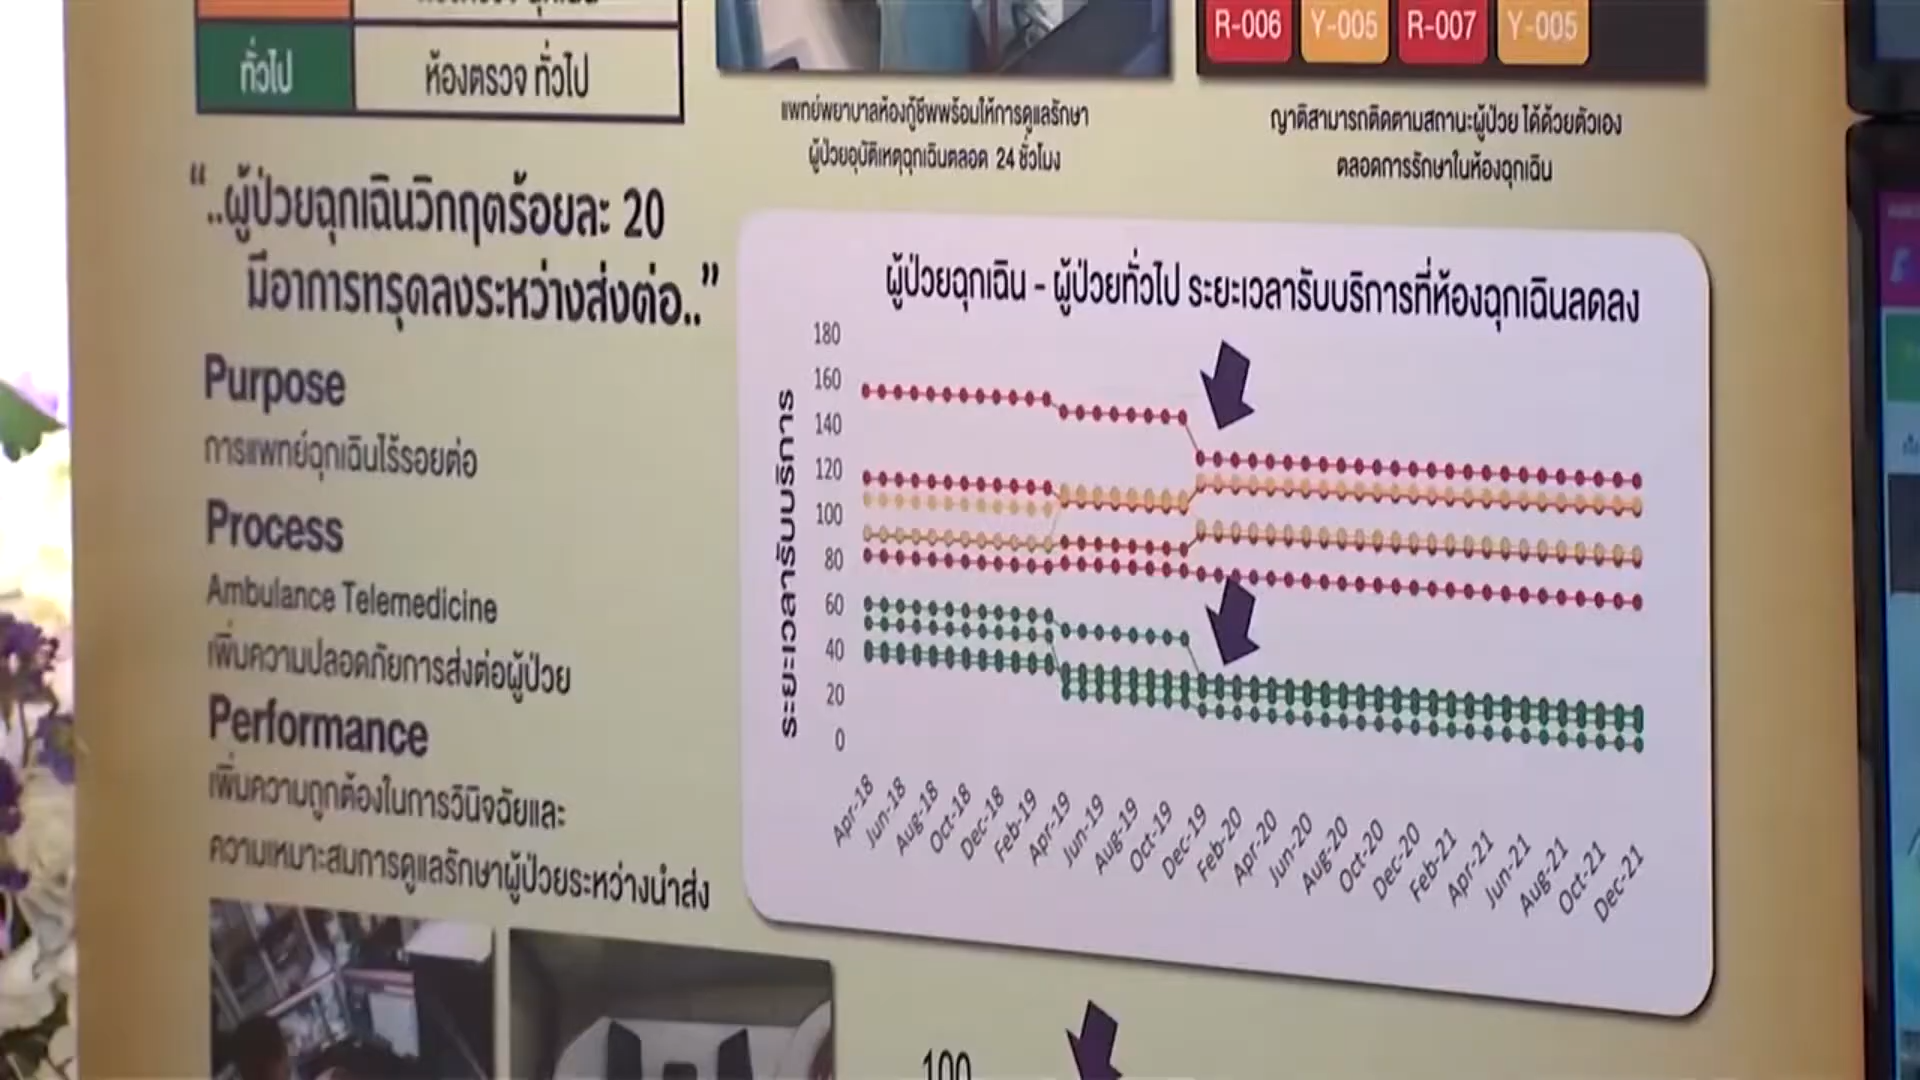 R-006 Y-005 R-007 Y-005
ทั่วไป ห้องตรวจ ทั่วไป
แพทย์พยาบาลห้องกู้ชีพพร้อมให้การดูแลรักษา
ผู้ป่วยอุบัติเหตุฉุกเฉินตลอด 24 ชั่วโมง
ญาติสามารถติดตามสถานะผู้ป่วย ได้ด้วยตัวเอง
ตลอดการรักษาในห้องฉุกเฉิน
“..ผู้ป่วยฉุกเฉินวิกฤตร้อยละ 20
มีอาการทรุดลงระหว่างส่งต่อ..”
Purpose
การแพทย์ฉุกเฉินไร้รอยต่อ
Process
Ambulance Telemedicine
เพิ่มความปลอดภัยการส่งต่อผู้ป่วย
Performance
เพิ่มความถูกต้องในการวินิจฉัยและ
ความเหมาะสมการดูแลรักษาผู้ป่วยระหว่างนำส่ง
ผู้ป่วยฉุกเฉิน - ผู้ป่วยทั่วไป ระยะเวลารับบริการที่ห้องฉุกเฉินลดลง
ระยะเวลารับบริการ
180
160
140
120
100
80
60
40
20
0
Apr-18 Jun-18 Aug-18 Oct-18 Dec-18 Feb-19 Apr-19 Jun-19 Aug-19 Oct-19 Dec-19 Feb-20 Apr-20 Jun-20 Aug-20 Oct-20 Dec-20 Feb-21 Apr-21 Jun-21 Aug-21 Oct-21 Dec-21
100